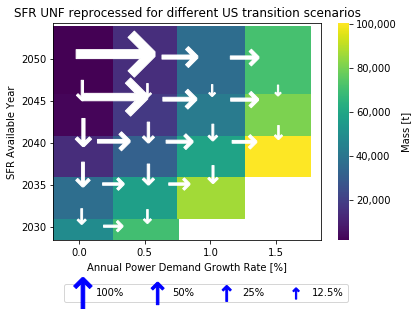 SFR UNF reprocessed for different US transition scenarios
100,000
80,000
60,000
40,000
20,000
Mass [t]
SFR Available Year
2050
2045
2040
2035
2030
0.0 0.5 1.0 1.5
Annual Power Demand Growth Rate [%]
100% 50% 25% 12.5%